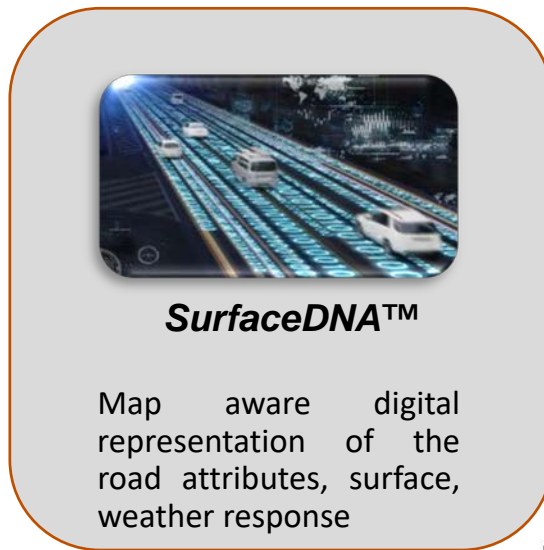 SurfaceDNA™
Map aware digital
representation of the
road attributes, surface,
weather response